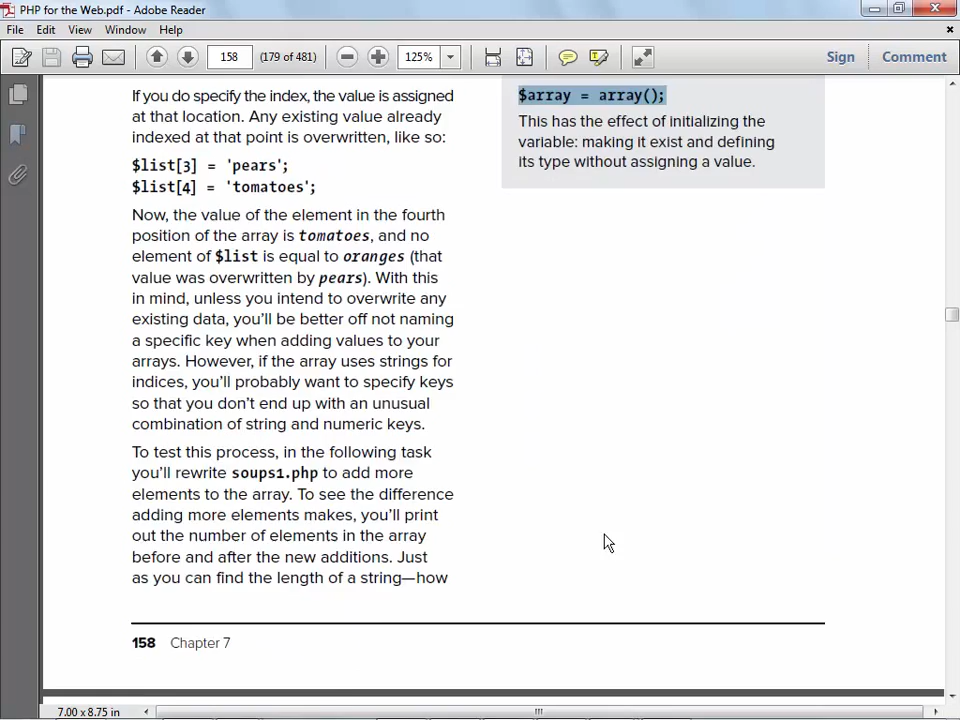 PHP for the Web.pdf - Adobe Reader
File Edit View Window Help
158 (179 of 481) 125% Sign Comment
If you do specify the index, the value is assigned
at that location. Any existing value already
indexed at that point is overwritten, like so:
$list[3] = 'pears';
$list[4] = 'tomatoes';
Now, the value of the element in the fourth
position of the array is tomatoes, and no
element of $list is equal to oranges (that
value was overwritten by pears). With this
in mind, unless you intend to overwrite any
existing data, you'll be better off not naming
a specific key when adding values to your
arrays. However, if the array uses strings for
indices, you'll probably want to specify keys
so that you don't end up with an unusual
combination of string and numeric keys.
To test this process, in the following task
you'll rewrite soups1.php to add more
elements to the array. To see the difference
adding more elements makes, you'll print
out the number of elements in the array
before and after the new additions. Just
as you can find the length of a string—how
$array = array();
This has the effect of initializing the
variable: making it exist and defining
its type without assigning a value.
158 Chapter 7
7.00 x 8.75 in